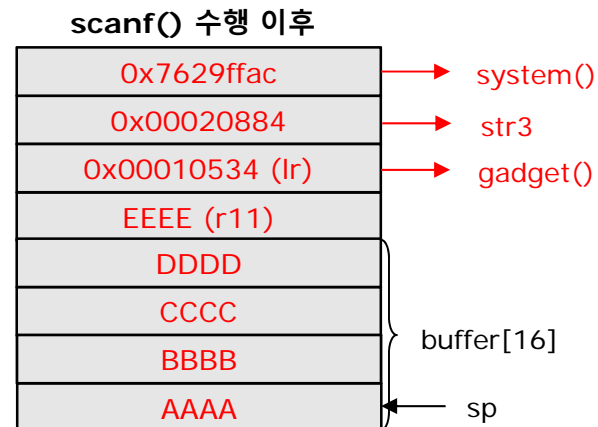 scanf() 수행 이후
0x7629ffac system()
0x00020884 str3
0x00010534 (lr) gadget()
EEEE (r11)
DDDD
CCCC
buffer[16]
BBBB
AAAA sp